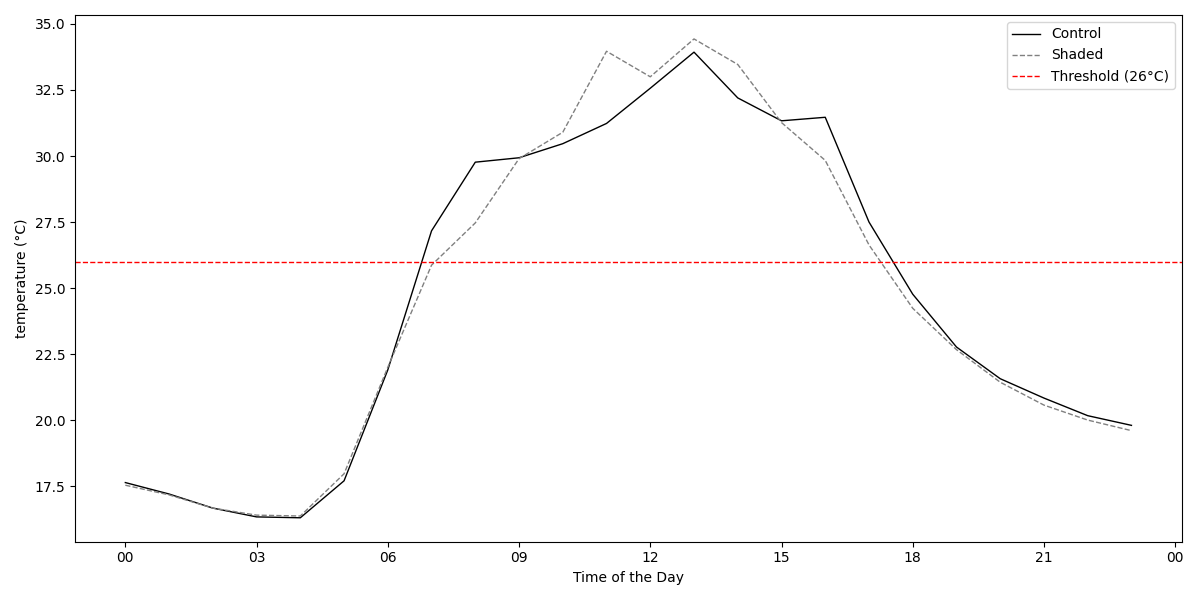 35.0
32.5
30.0
27.5
25.0
22.5
20.0
17.5
temperature (°C)
Control
Shaded
Threshold (26°C)
00 03 06 09 12 15 18 21 00
Time of the Day